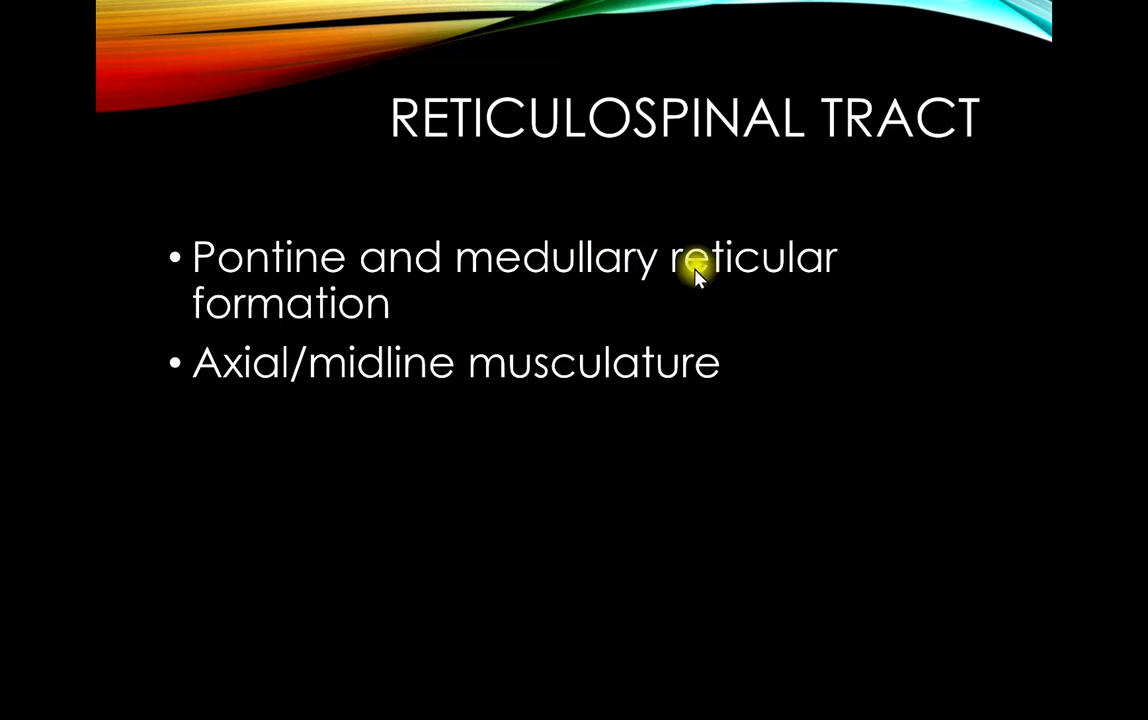 RETICULOSPINAL TRACT
• Pontine and medullary reticular
formation
• Axial/midline musculature